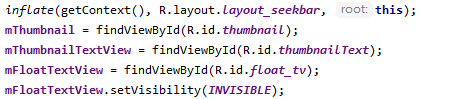 inflate(getContext(), R.layout.layout_seekbar, root: this);
mThumbnail = findViewById(R.id.thumbnail);
mThumbnailTextView = findViewById(R.id.thumbnailText);
mFloatTextView = findViewById(R.id.float_tv);
mFloatTextView.setVisibility(INVISIBLE);